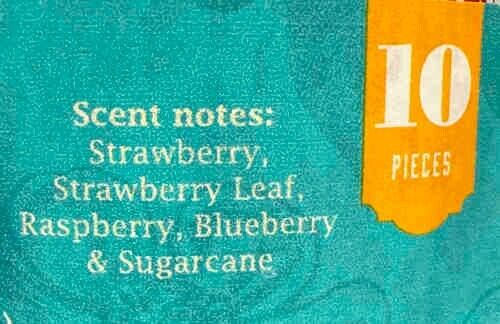 Scent notes:
Strawberry,
Strawberry Leaf,
Raspberry, Blueberry
& Sugarcane
10
PIECES